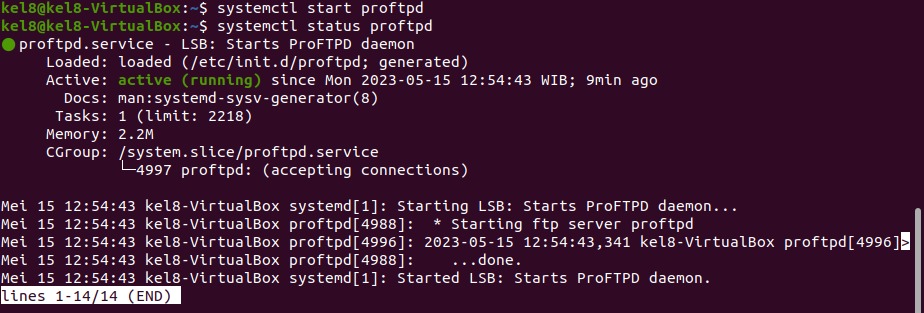 kel8@kel8-VirtualBox:~$ systemctl start proftpd
kel8@kel8-VirtualBox:~$ systemctl status proftpd
● proftpd.service - LSB: Starts ProFTPD daemon
     Loaded: loaded (/etc/init.d/proftpd; generated)
     Active: active (running) since Mon 2023-05-15 12:54:43 WIB; 9min ago
       Docs: man:systemd-sysv-generator(8)
      Tasks: 1 (limit: 2218)
     Memory: 2.2M
     CGroup: /system.slice/proftpd.service
             └─4997 proftpd: (accepting connections)

Mei 15 12:54:43 kel8-VirtualBox systemd[1]: Starting LSB: Starts ProFTPD daemon...
Mei 15 12:54:43 kel8-VirtualBox proftpd[4988]:  * Starting ftp server proftpd
Mei 15 12:54:43 kel8-VirtualBox proftpd[4996]: 2023-05-15 12:54:43,341 kel8-VirtualBox proftpd[4996]>
Mei 15 12:54:43 kel8-VirtualBox proftpd[4988]:    ...done.
Mei 15 12:54:43 kel8-VirtualBox systemd[1]: Started LSB: Starts ProFTPD daemon.
lines 1-14/14 (END)